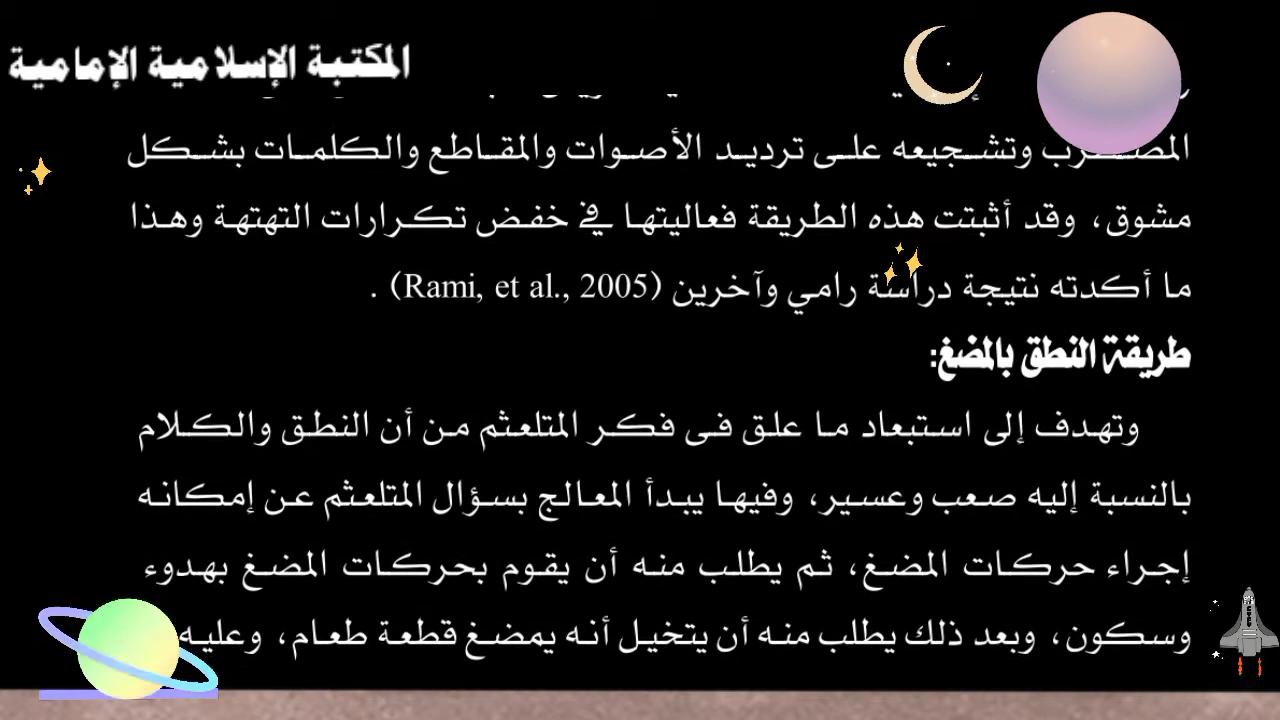 المكتبة الإسلامية الإمامية
وتشجيعه على ترديد الأصوات والمقاطع والكلمات بشكل
مشوق، وقد أثبتت هذه الطريقة فعاليتها في خفض تكرارات التهتهة وهذا
ما أكدته نتيجة دراسة رامي وآخرين (Rami, et al., 2005) .
طريقة النطق بالمضغ:
وتهدف إلى استبعاد ما علق فى فكر المتلعثم من أن النطق والكلام
بالنسبة إليه صعب وعسير، وفيها يبدأ المعالج بسؤال المتلعثم عن إمكانه
إجراء حركات المضغ، ثم يطلب منه أن يقوم بحركات المضغ بهدوء
وسكون، وبعد ذلك يطلب منه أن يتخيل أنه يمضغ قطعة طعام، وعليه